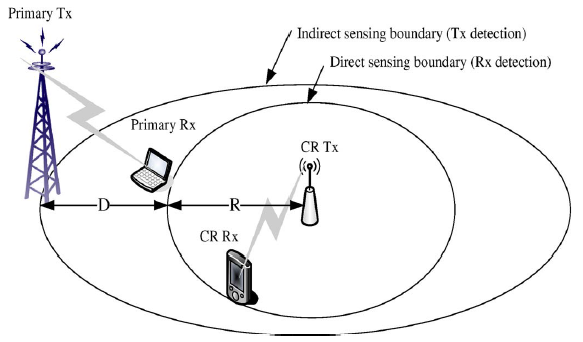 Primary Tx
Indirect sensing boundary (Tx detection)
Direct sensing boundary (Rx detection)
Primary Rx
CR Tx
D
R
CR Rx